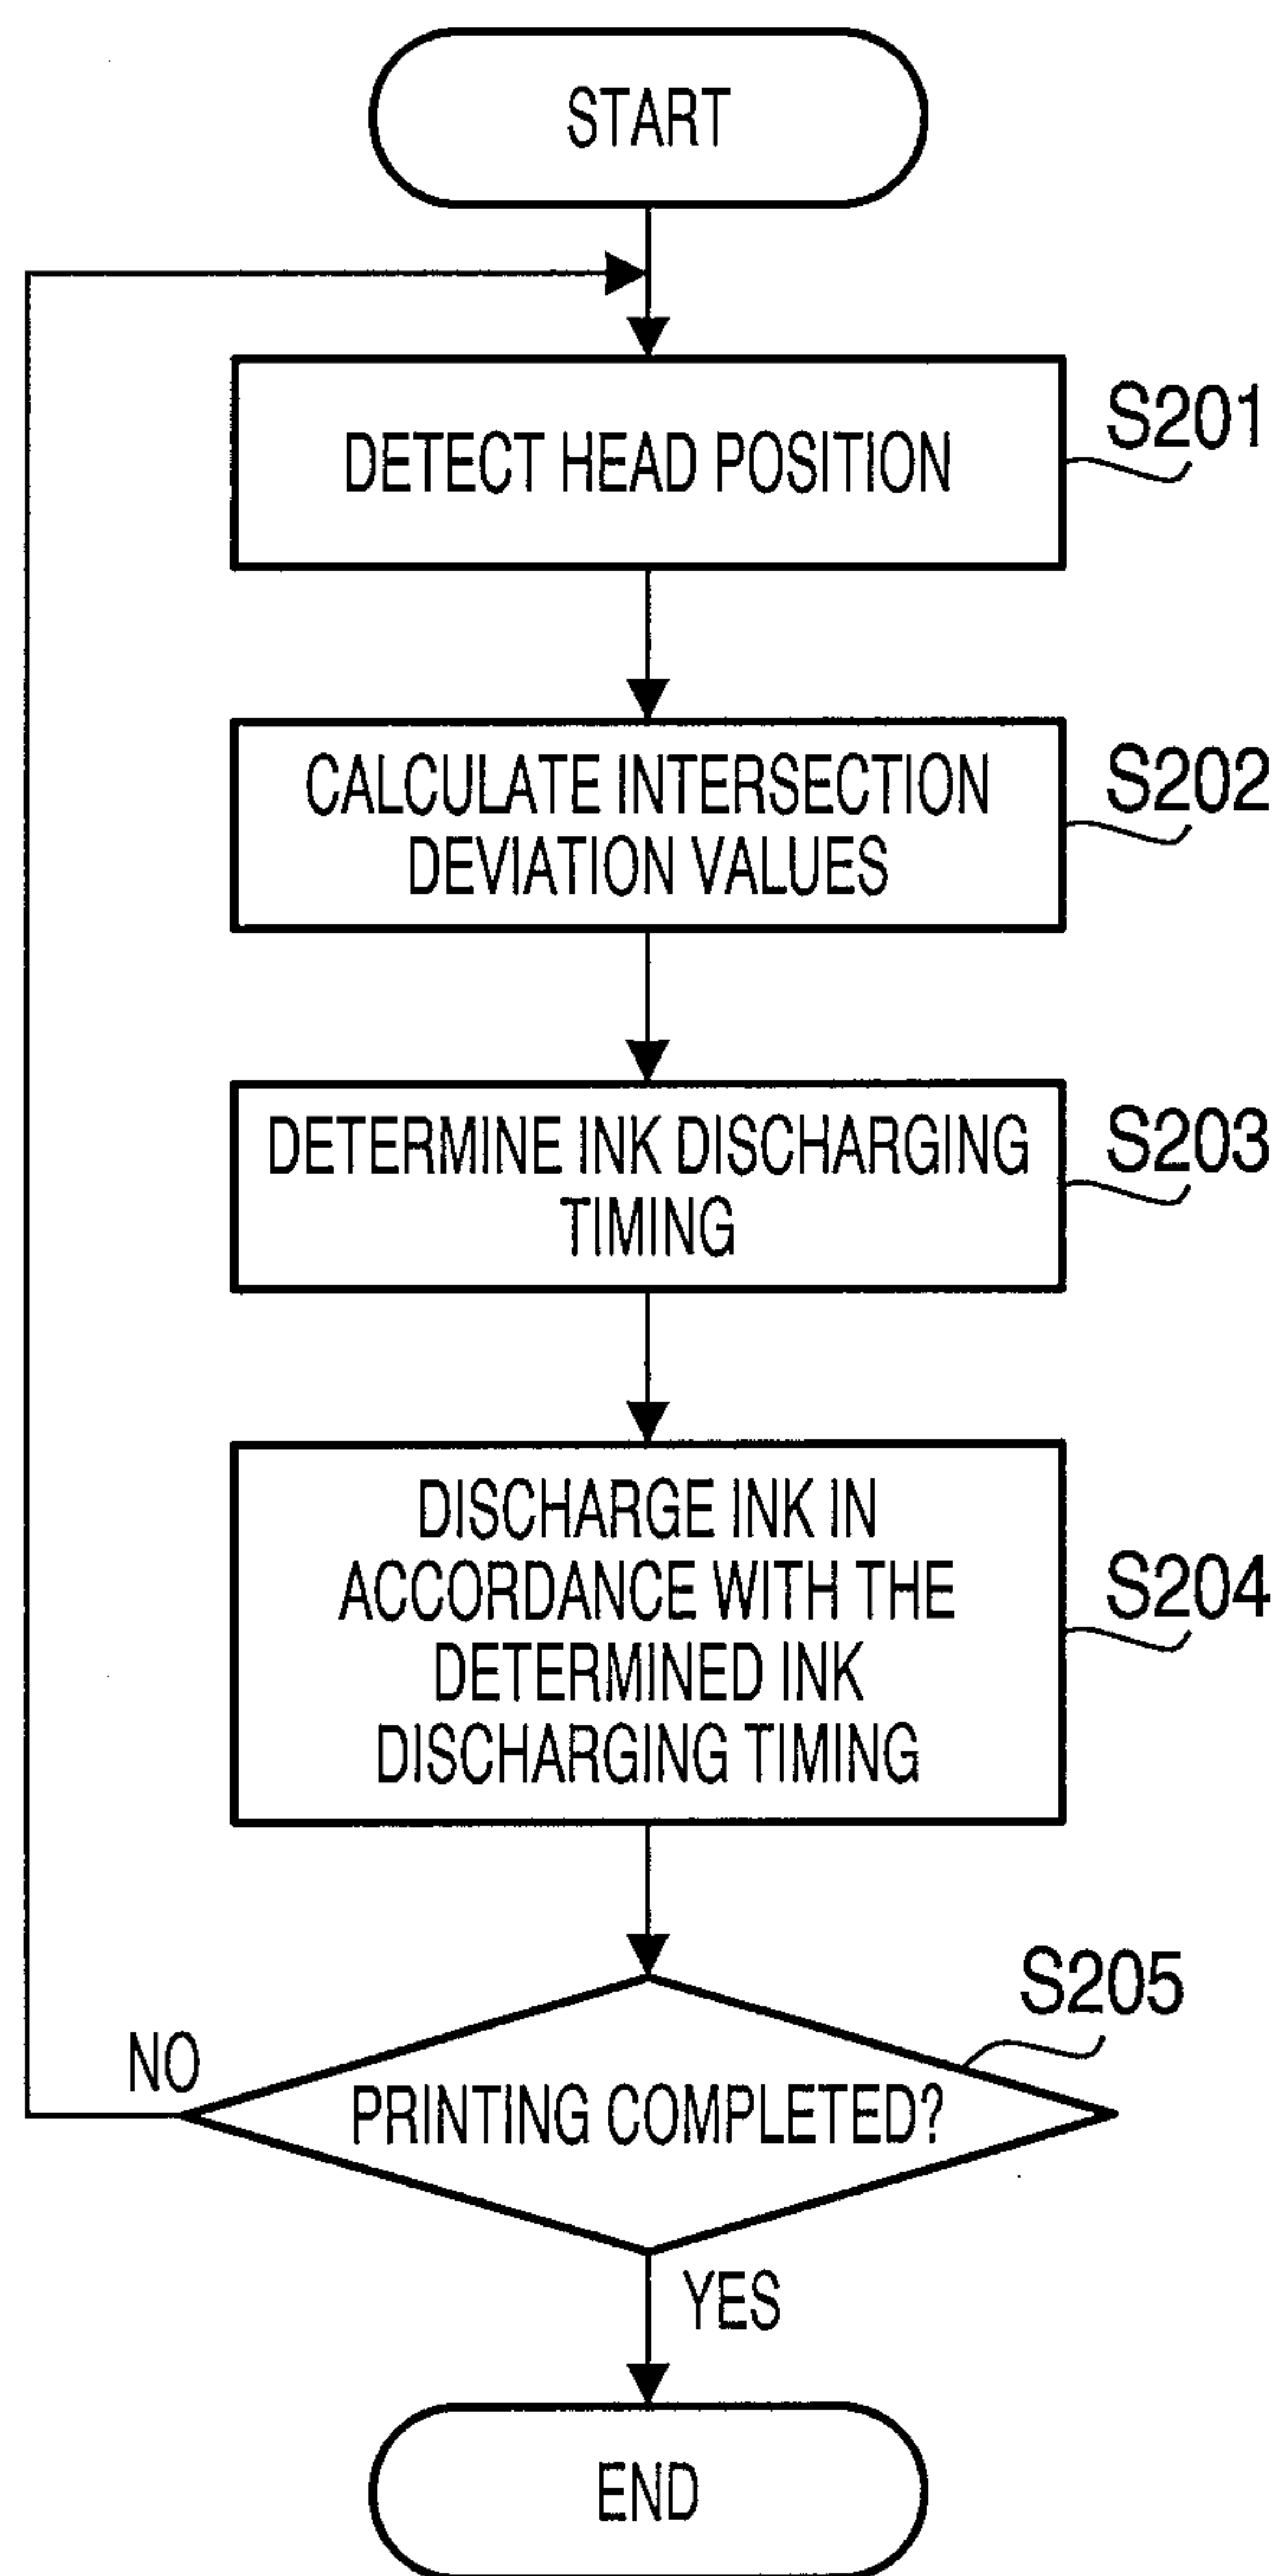 START
DETECT HEAD POSITION
S201
CALCULATE INTERSECTION
DEVIATION VALUES
S202
DETERMINE INK DISCHARGING
TIMING
S203
DISCHARGE INK IN
ACCORDANCE WITH THE
DETERMINED INK
DISCHARGING TIMING
S204
S205
NO
PRINTING COMPLETED?
YES
END